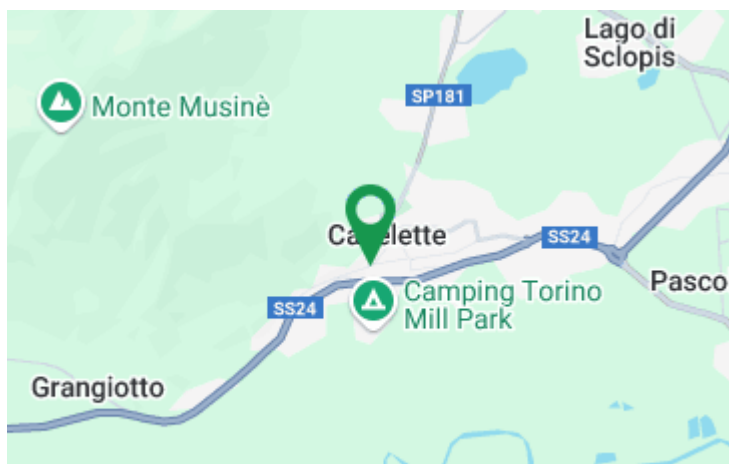 Lago di
Sclopis
Monte Musinè
SP181
SS24
Camping Torino
Mill Park
Pasco
SS24
Grangiotto